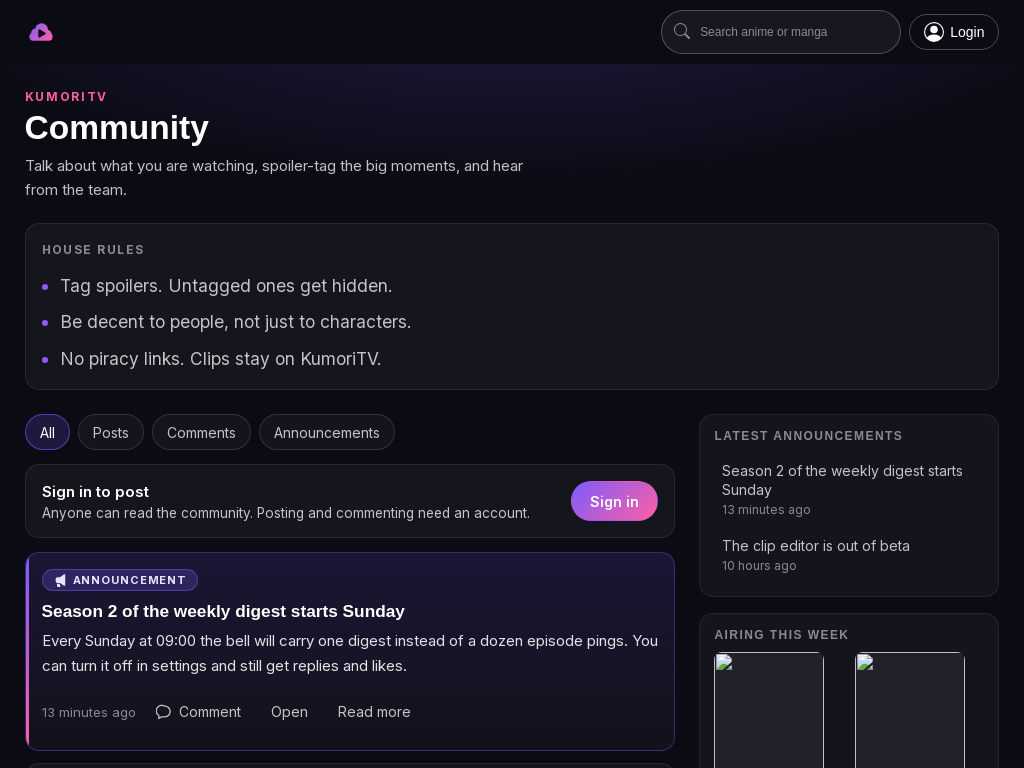 Search anime or manga
Login
KUMORITV
Community
Talk about what you are watching, spoiler-tag the big moments, and hear
from the team.
HOUSE RULES
Tag spoilers. Untagged ones get hidden.
Be decent to people, not just to characters.
No piracy links. Clips stay on KumoriTV.
All
Posts
Comments
Announcements
Sign in to post
Anyone can read the community. Posting and commenting need an account.
Sign in
ANNOUNCEMENT
Season 2 of the weekly digest starts Sunday
Every Sunday at 09:00 the bell will carry one digest instead of a dozen episode pings. You
can turn it off in settings and still get replies and likes.
13 minutes ago
Comment
Open
Read more
LATEST ANNOUNCEMENTS
Season 2 of the weekly digest starts
Sunday
13 minutes ago
The clip editor is out of beta
10 hours ago
AIRING THIS WEEK